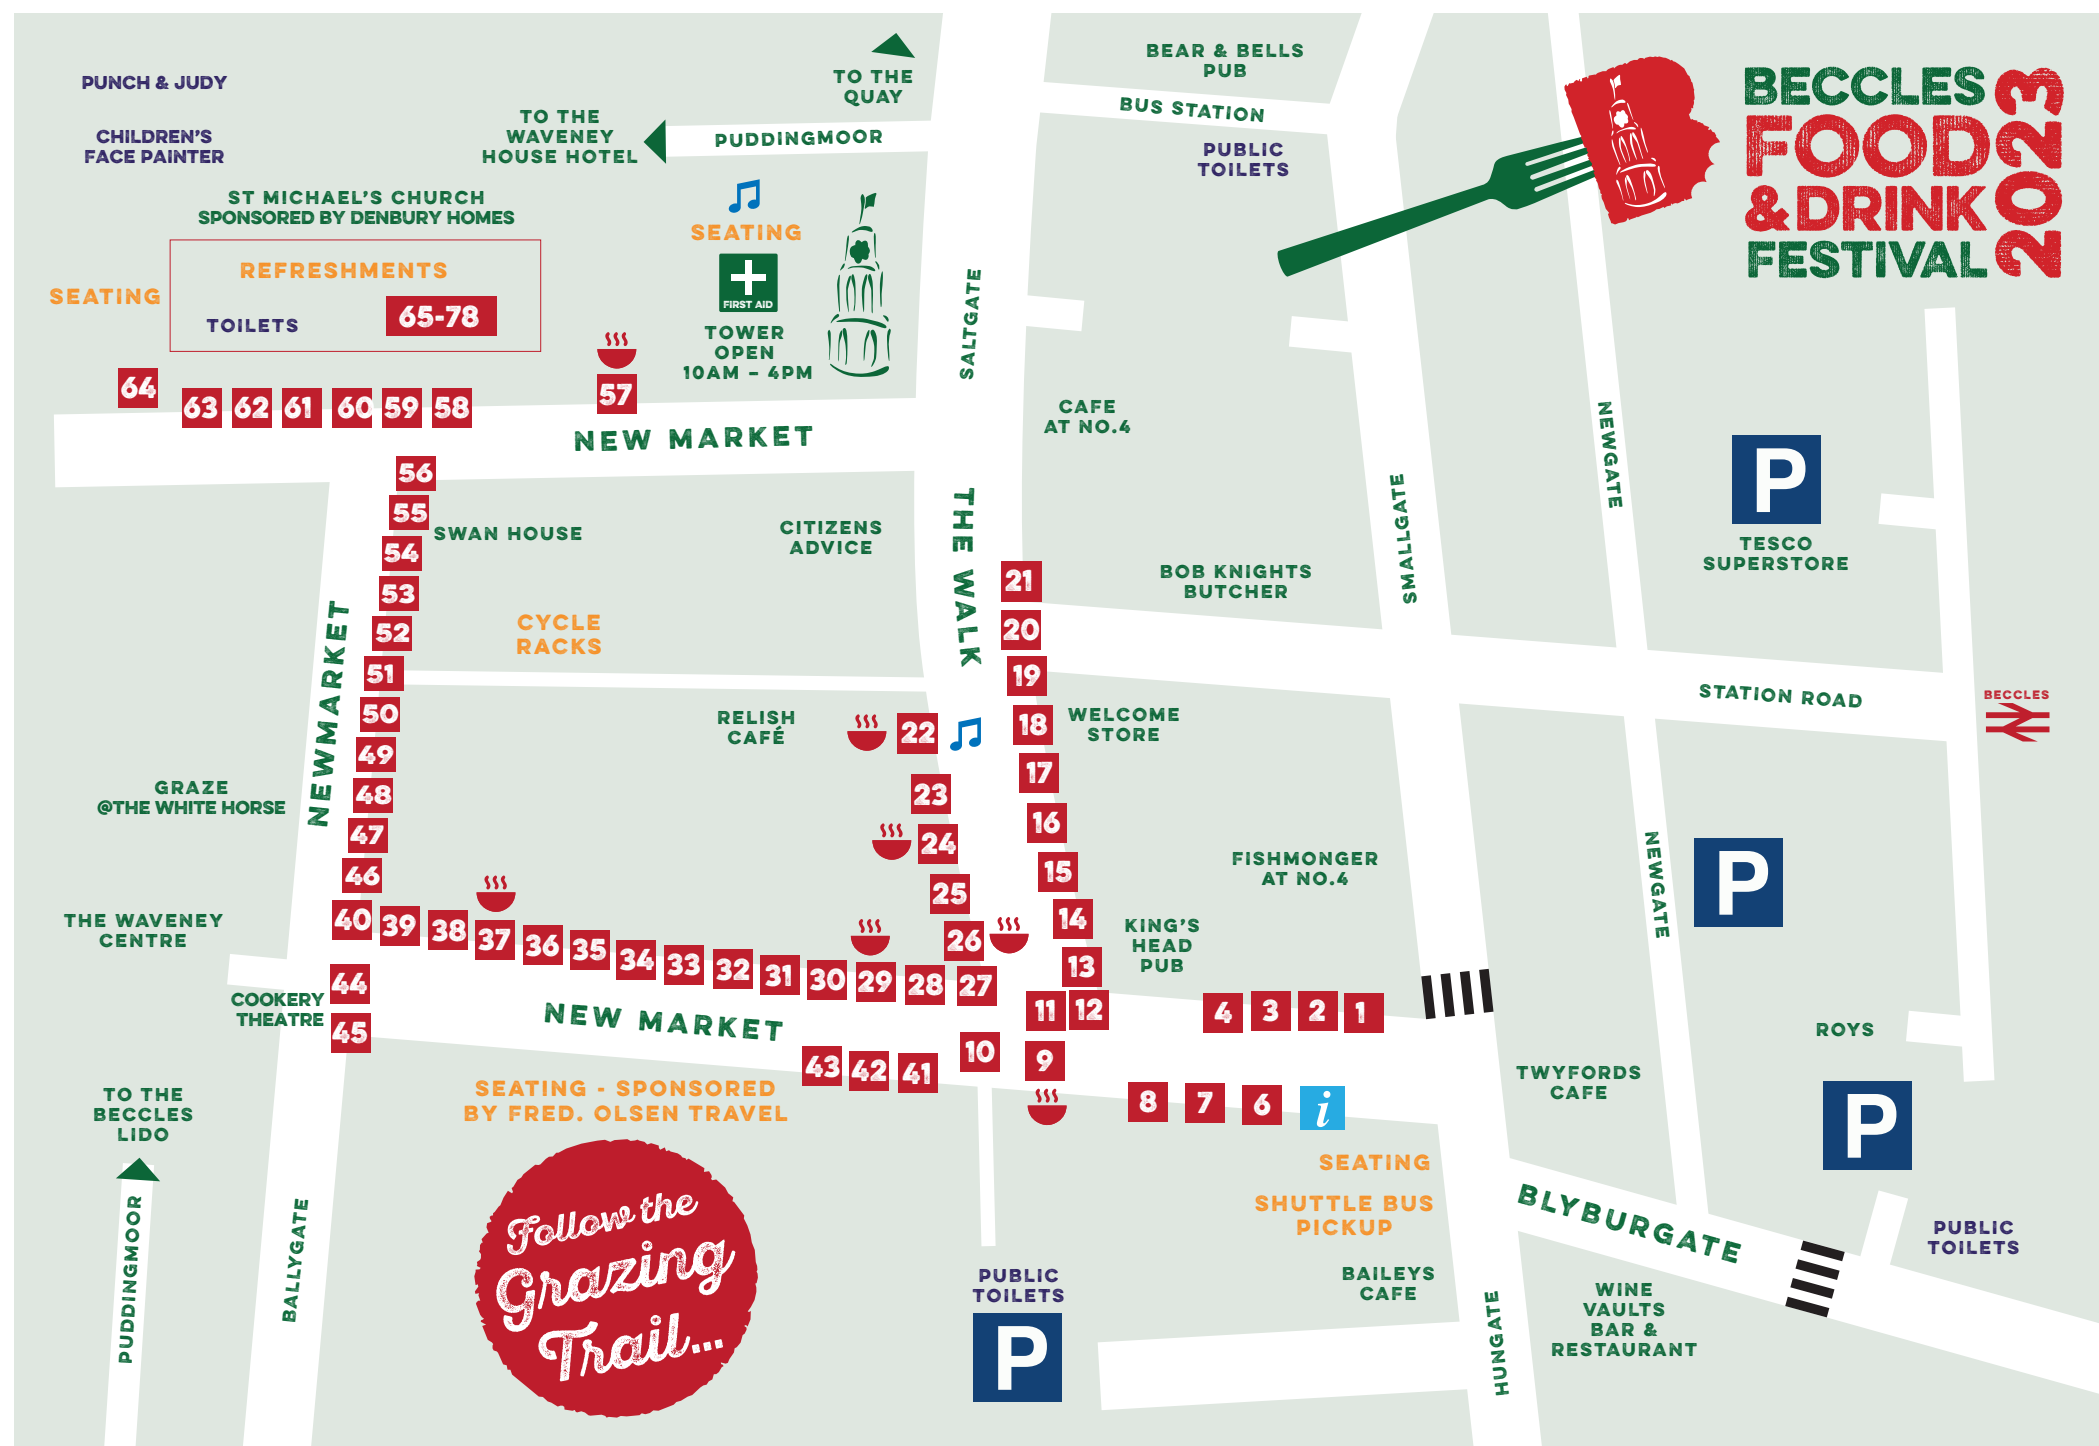 PUNCH & JUDY
CHILDREN'S
FACE PAINTER
ST MICHAEL'S CHURCH
SPONSORED BY DENBURY HOMES
REFRESHMENTS
SEATING
TOILETS
65-78
TO THE
QUAY
TO THE
WAVENEY
HOUSE HOTEL
PUDDINGMOOR
SEATING
FIRST AID
TOWER
OPEN
10AM – 4PM
BEAR & BELLS
PUB
BUS STATION
PUBLIC
TOILETS
BECCLES
FOOD
& DRINK
FESTIVAL
2023
64
63
62
61
60
59
58
57
NEW MARKET
SALTGATE
CAFE
AT NO.4
SMALLGATE
NEWGATE
P
TESCO
SUPERSTORE
56
55
54
53
52
51
50
49
48
47
46
SWAN HOUSE
CITIZENS
ADVICE
CYCLE
RACKS
THE WALK
21
20
19
18
17
16
15
14
13
BOB KNIGHTS
BUTCHER
STATION ROAD
BECCLES
NEWMARKET
RELISH
CAFÉ
22
23
24
25
26
WELCOME
STORE
GRAZE
@THE WHITE HORSE
FISHMONGER
AT NO.4
P
NEWGATE
THE WAVENEY
CENTRE
40
39
38
37
36
35
34
33
32
31
30
29
28
27
KING'S
HEAD
PUB
11
12
4
3
2
1
44
COOKERY
THEATRE
45
NEW MARKET
43
42
41
10
9
8
7
6
i
ROYS
TWYFORDS
CAFE
P
SEATING - SPONSORED
BY FRED. OLSEN TRAVEL
TO THE
BECCLES
LIDO
PUDDINGMOOR
BALLYGATE
Follow the
Grazing
Trail...
SEATING
SHUTTLE BUS
PICKUP
BLYBURGATE
PUBLIC
TOILETS
PUBLIC
TOILETS
P
BAILEYS
CAFE
HUNGATE
WINE
VAULTS
BAR &
RESTAURANT